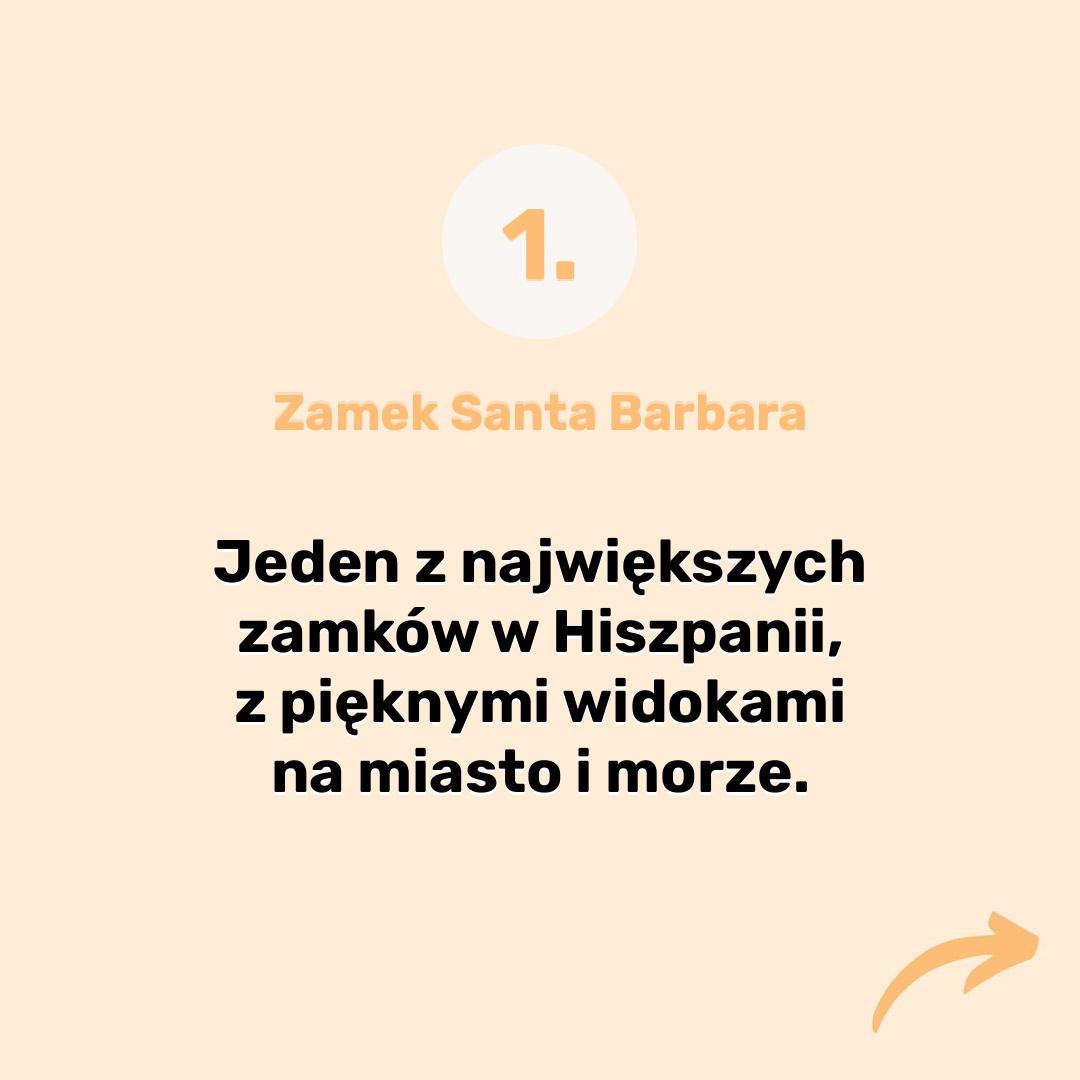 1.
Zamek Santa Barbara
Jeden z największych
zamków w Hiszpanii,
z pięknymi widokami
na miasto i morze.